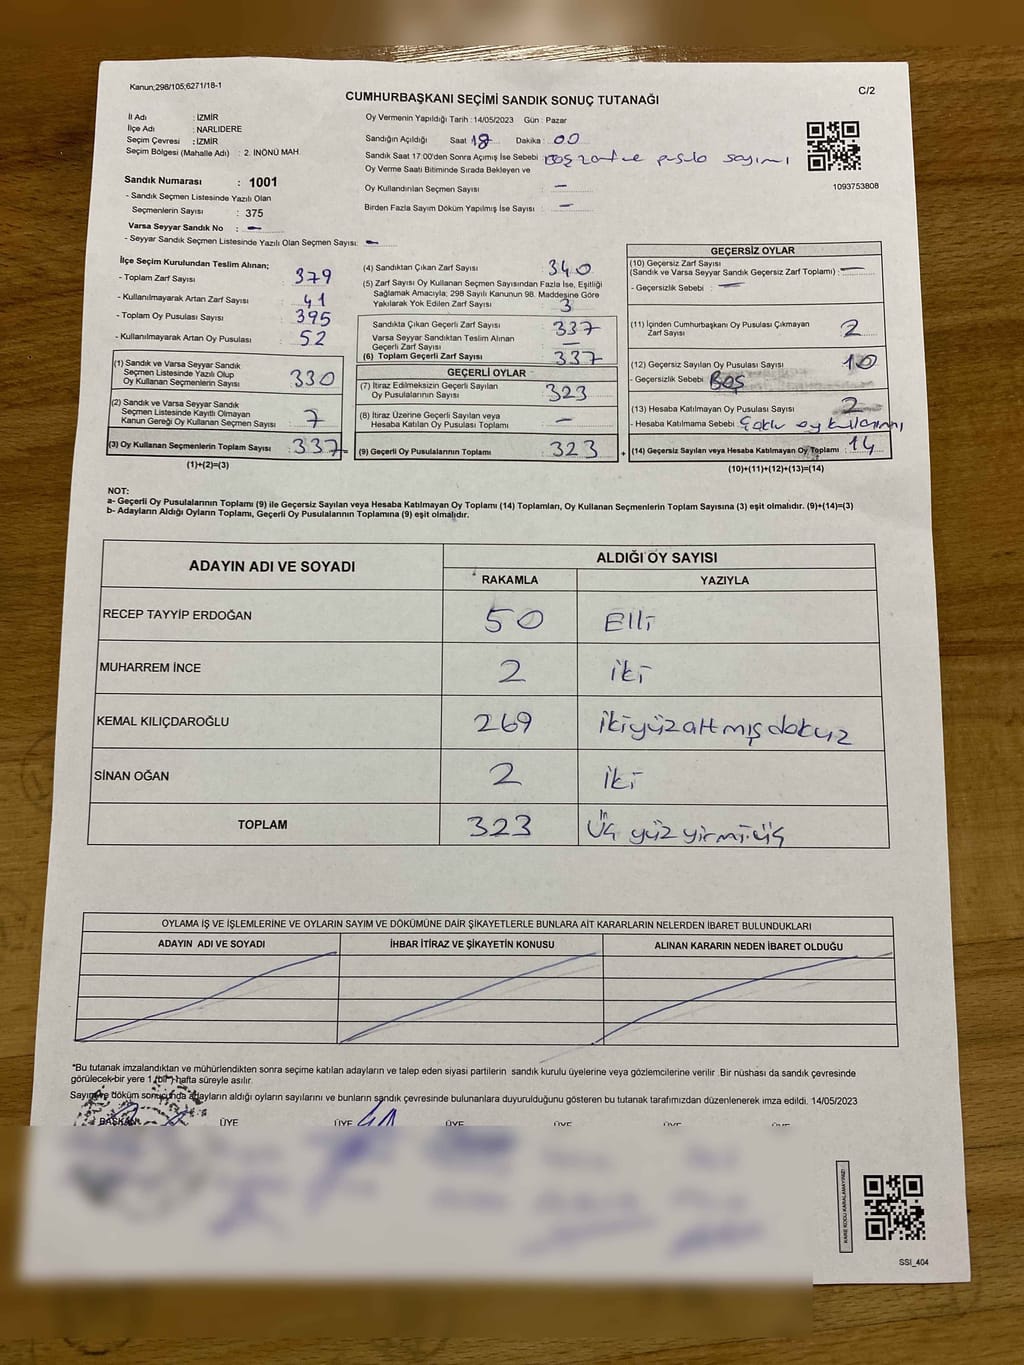 Kanun;298/105;6271/18-1
C/2
CUMHURBAŞKANI SEÇİMİ SANDIK SONUÇ TUTANAĞI
İl Adı : İZMİR
İlçe Adı : NARLIDERE
Seçim Çevresi : İZMİR
Seçim Bölgesi (Mahalle Adı) : 2. İNÖNÜ MAH.
Sandık Numarası : 1001
- Sandık Seçmen Listesinde Yazılı Olan
Seçmenlerin Sayısı : 375
Varsa Seyyar Sandık No : -
- Seyyar Sandık Seçmen Listesinde Yazılı Olan Seçmen Sayısı: -
Oy Vermenin Yapıldığı Tarih : 14/05/2023 Gün : Pazar
Sandığın Açıldığı Saat 18 Dakika : 00
Sandık Saat 17.00'den Sonra Açımış İse Sebebi Boş zarf ve pusula sayımı
Oy Verme Saati Bitiminde Sırada Bekleyen ve
Oy Kullandırılan Seçmen Sayısı : -
Birden Fazla Sayım Döküm Yapılmış İse Sayısı : -
1093753808
İlçe Seçim Kurulundan Teslim Alınan;
- Toplam Zarf Sayısı : 379
- Kullanılmayarak Artan Zarf Sayısı : 41
- Toplam Oy Pusulası Sayısı : 395
- Kullanılmayarak Artan Oy Pusulası : 52
(1) Sandık ve Varsa Seyyar Sandık
Seçmen Listesinde Yazılı Olup
Oy Kullanan Seçmenlerin Sayısı : 330
(2) Sandık ve Varsa Seyyar Sandık
Seçmen Listesinde Kayıtlı Olmayan
Kanun Gereği Oy Kullanan Seçmen Sayısı : 7
(3) Oy Kullanan Seçmenlerin Toplam Sayısı : 337
(1)+(2)=(3)
(4) Sandıktan Çıkan Zarf Sayısı : 340
(5) Zarf Sayısı Oy Kullanan Seçmen Sayısından Fazla İse, Eşitliği
Sağlamak Amacıyla; 298 Sayılı Kanunun 98. Maddesine Göre
Yakılarak Yok Edilen Zarf Sayısı : 3
Sandıkta Çıkan Geçerli Zarf Sayısı : 337
Varsa Seyyar Sandıktan Teslim Alınan
Geçerli Zarf Sayısı : -
(6) Toplam Geçerli Zarf Sayısı : 337
GEÇERLİ OYLAR
(7) İtiraz Edilmeksizin Geçerli Sayılan
Oy Pusulalarının Sayısı : 323
(8) İtiraz Üzerine Geçerli Sayılan veya
Hesaba Katılan Oy Pusulası Toplamı : -
(9) Geçerli Oy Pusulalarının Toplamı : 323
GEÇERSİZ OYLAR
(10) Geçersiz Zarf Sayısı
(Sandık ve Varsa Seyyar Sandık Geçersiz Zarf Toplamı) : -
- Geçersizlik Sebebi : -
(11) İçinden Cumhurbaşkanı Oy Pusulası Çıkmayan
Zarf Sayısı : 2
(12) Geçersiz Sayılan Oy Pusulası Sayısı : 10
- Geçersizlik Sebebi : BOŞ
(13) Hesaba Katılmayan Oy Pusulası Sayısı : 2
- Hesaba Katılmama Sebebi : Çoklu oy kullanımı
+ (14) Geçersiz Sayılan veya Hesaba Katılmayan Oy Toplamı : 14
(10)+(11)+(12)+(13)=(14)
NOT:
a- Geçerli Oy Pusulalarının Toplamı (9) ile Geçersiz Sayılan veya Hesaba Katılmayan Oy Toplamı (14) Toplamları, Oy Kullanan Seçmenlerin Toplam Sayısına (3) eşit olmalıdır. (9)+(14)=(3)
b- Adayların Aldığı Oyların Toplamı, Geçerli Oy Pusulalarının Toplamına (9) eşit olmalıdır.
ADAYIN ADI VE SOYADI ALDIĞI OY SAYISI
RAKAMLA YAZIYLA
RECEP TAYYİP ERDOĞAN 50 Elli
MUHARREM İNCE 2 iki
KEMAL KILIÇDAROĞLU 269 ikiyüzaltmışdokuz
SİNAN OĞAN 2 iki
TOPLAM 323 Üç yüz yirmi üç
OYLAMA İŞ VE İŞLEMLERİNE VE OYLARIN SAYIM VE DÖKÜMÜNE DAİR ŞİKAYETLERLE BUNLARA AİT KARARLARIN NELERDEN İBARET BULUNDUKLARI
ADAYIN ADI VE SOYADI İHBAR İTİRAZ VE ŞİKAYETİN KONUSU ALINAN KARARIN NEDEN İBARET OLDUĞU
*Bu tutanak imzalandıktan ve mühürlendikten sonra seçime katılan adayların ve talep eden siyasi partilerin sandık kurulu üyelerine veya gözlemcilerine verilir .Bir nüshası da sandık çevresinde
görülecek bir yere 1 (bir) hafta süreyle asılır.
Sayım ve döküm sonucunda adayların aldığı oyların sayılarını ve bunların sandık çevresinde bulunanlara duyurulduğunu gösteren bu tutanak tarafımızdan düzenlenerek imza edildi. 14/05/2023
BAŞKAN ÜYE ÜYE ÜYE ÜYE ÜYE ÜYE
KARE KODU KARALAMAYINIZ!
SSI_404